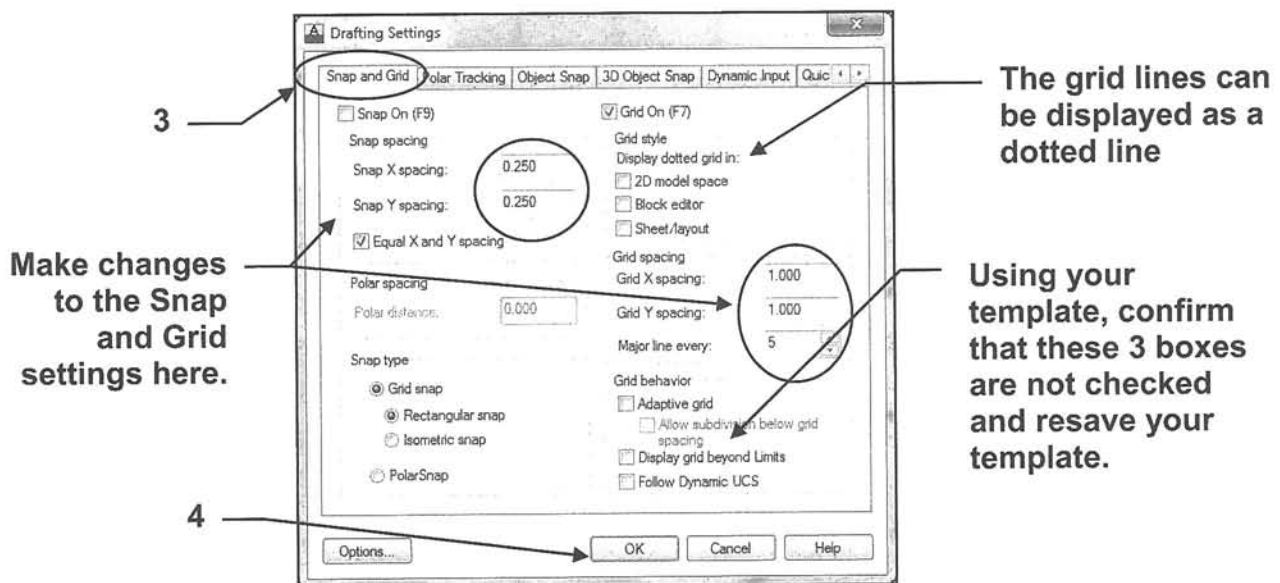 Drafting Settings
Snap and Grid
Polar Tracking
Object Snap
3D Object Snap
Dynamic Input
Quic
3
Snap On (F9)
Snap spacing
Snap X spacing: 0.250
Snap Y spacing: 0.250
Equal X and Y spacing
Polar spacing
Polar distance: 0.000
Snap type
Grid snap
Rectangular snap
Isometric snap
PolarSnap
Grid On (F7)
Grid style
Display dotted grid in:
2D model space
Block editor
Sheet/layout
Grid spacing
Grid X spacing: 1.000
Grid Y spacing: 1.000
Major line every: 5
Grid behavior
Adaptive grid
Allow subdivision below grid
spacing
Display grid beyond Limits
Follow Dynamic UCS
Options...
OK
Cancel
Help
4
Make changes
to the Snap
and Grid
settings here.
The grid lines can
be displayed as a
dotted line
Using your
template, confirm
that these 3 boxes
are not checked
and resave your
template.